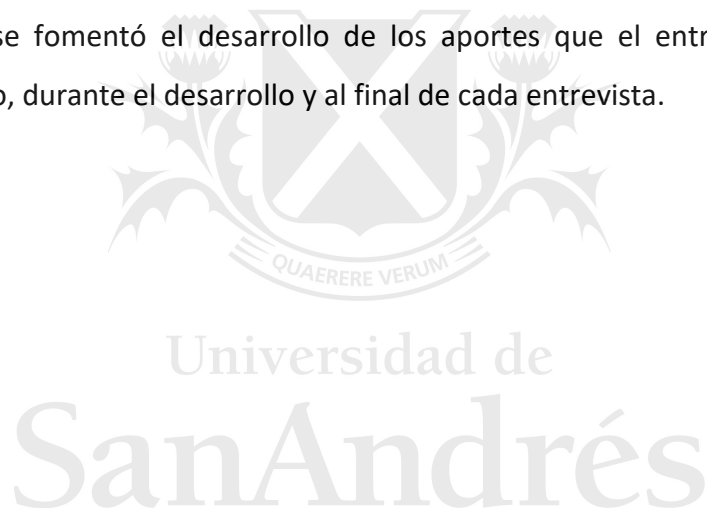 se fomentó el desarrollo de los aportes que el entr
, durante el desarrollo y al final de cada entrevista.
QUAERERE VERUM
Universidad de
SanAndrés